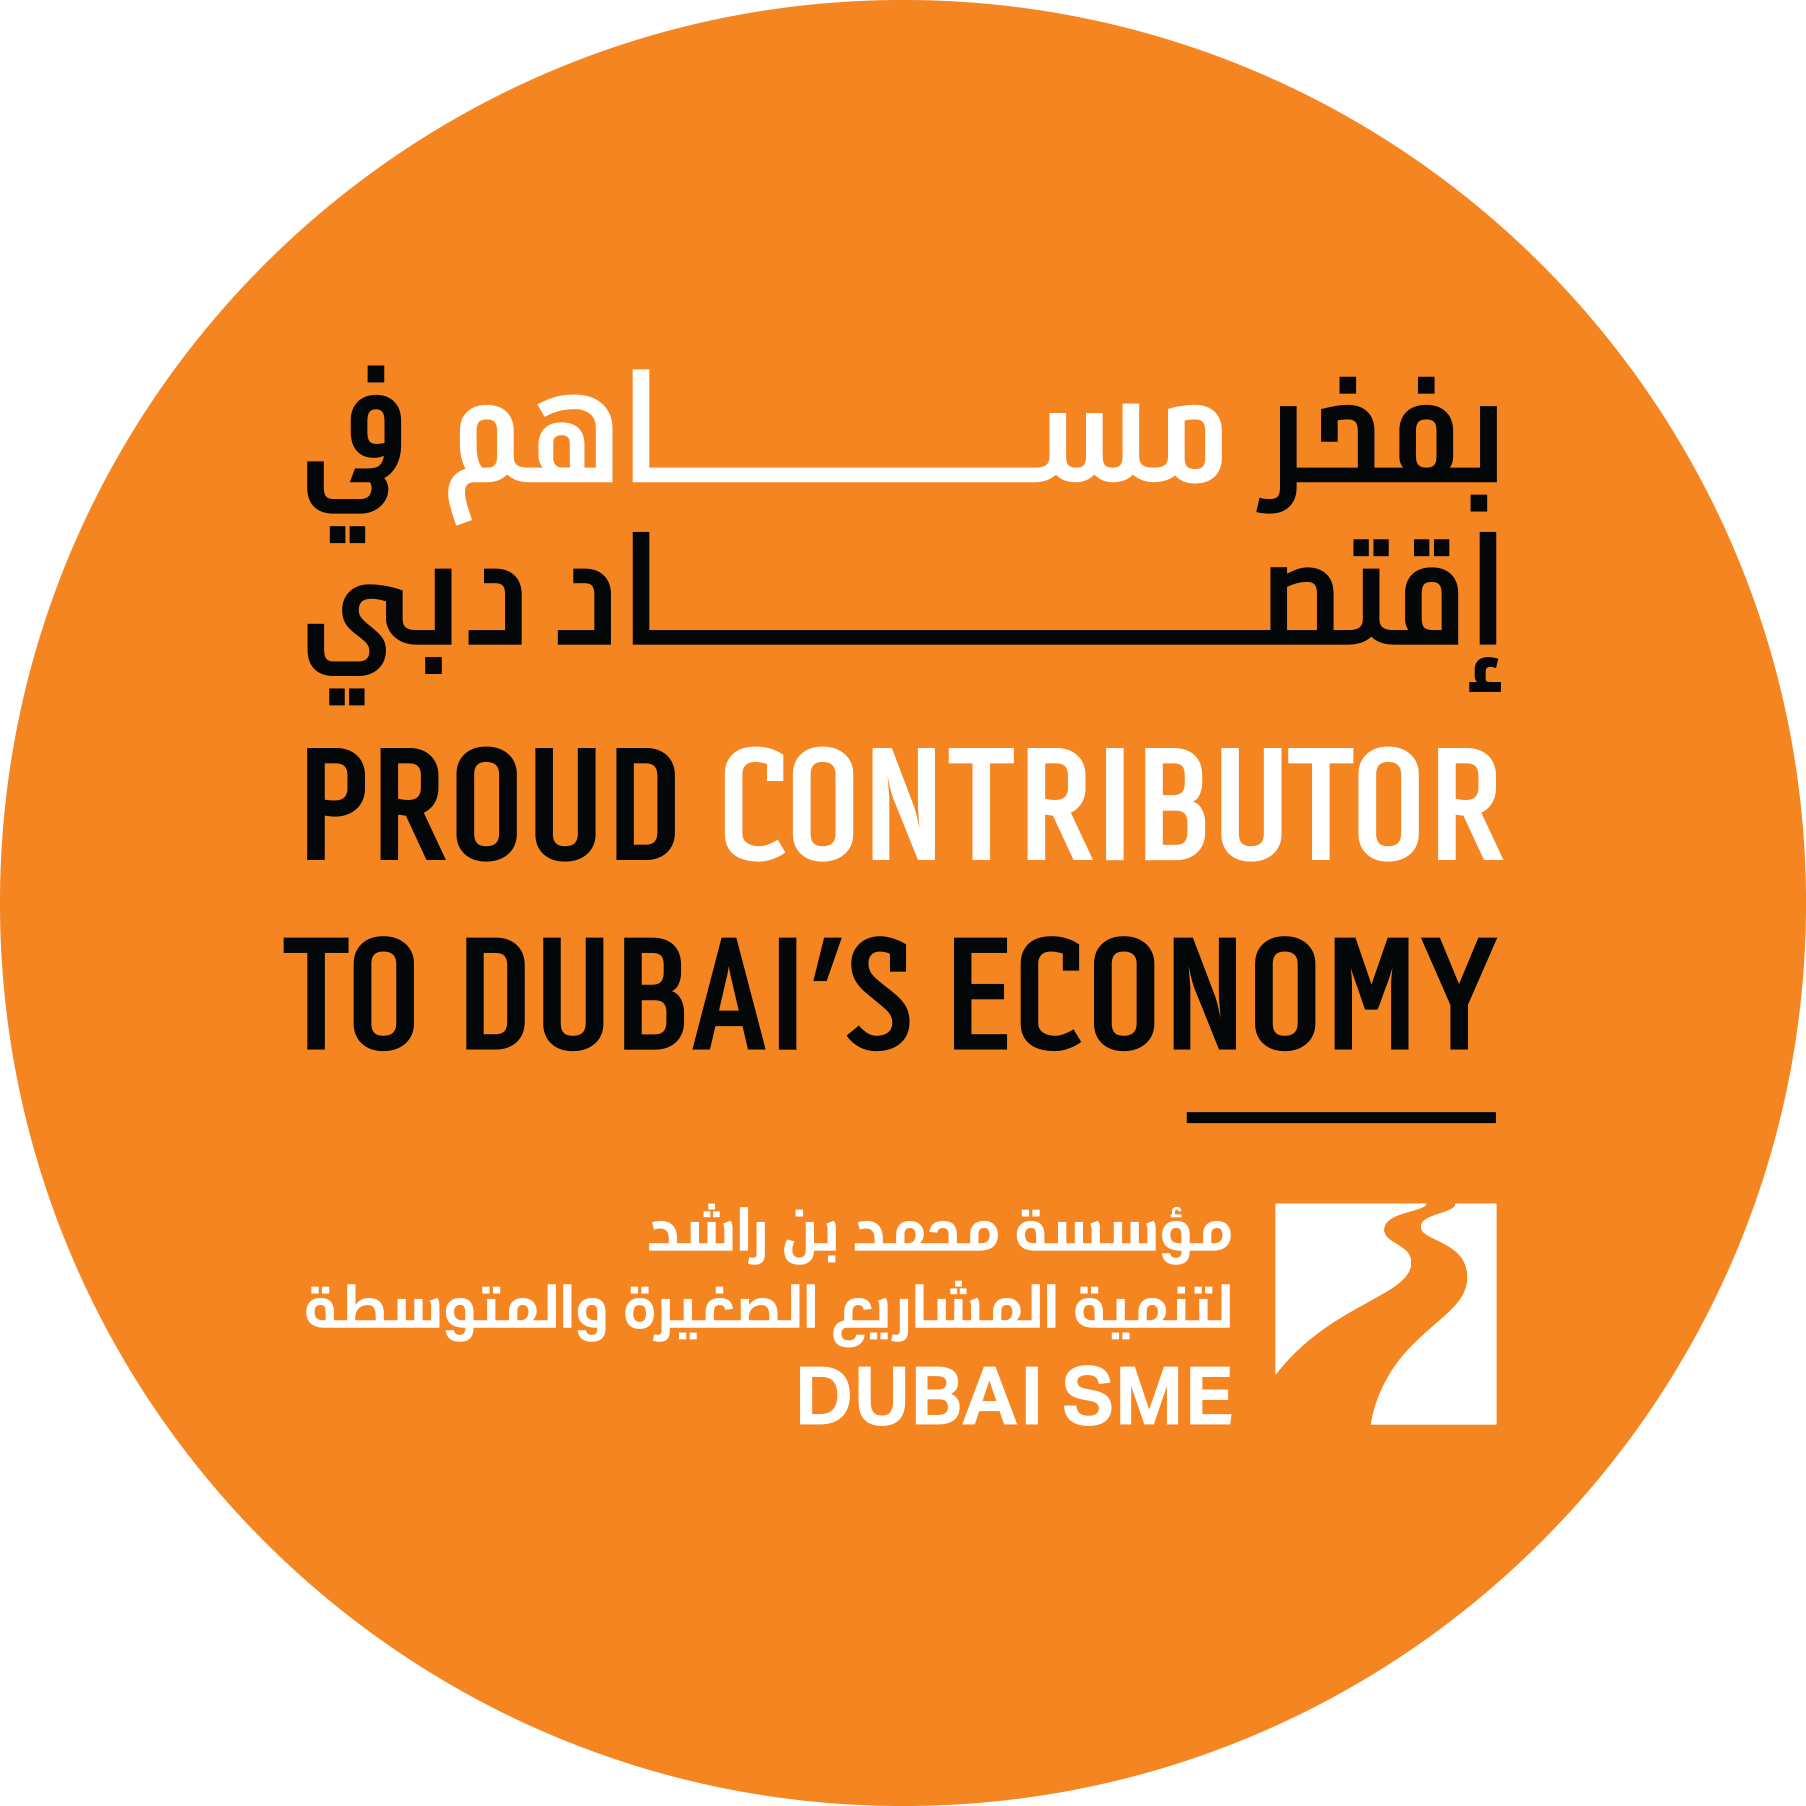 بفخر مساهم في
إقتصاد دبي
PROUD CONTRIBUTOR
TO DUBAI'S ECONOMY
مؤسسة محمد بن راشد
لتنمية المشاريع الصغيرة والمتوسطة
DUBAI SME